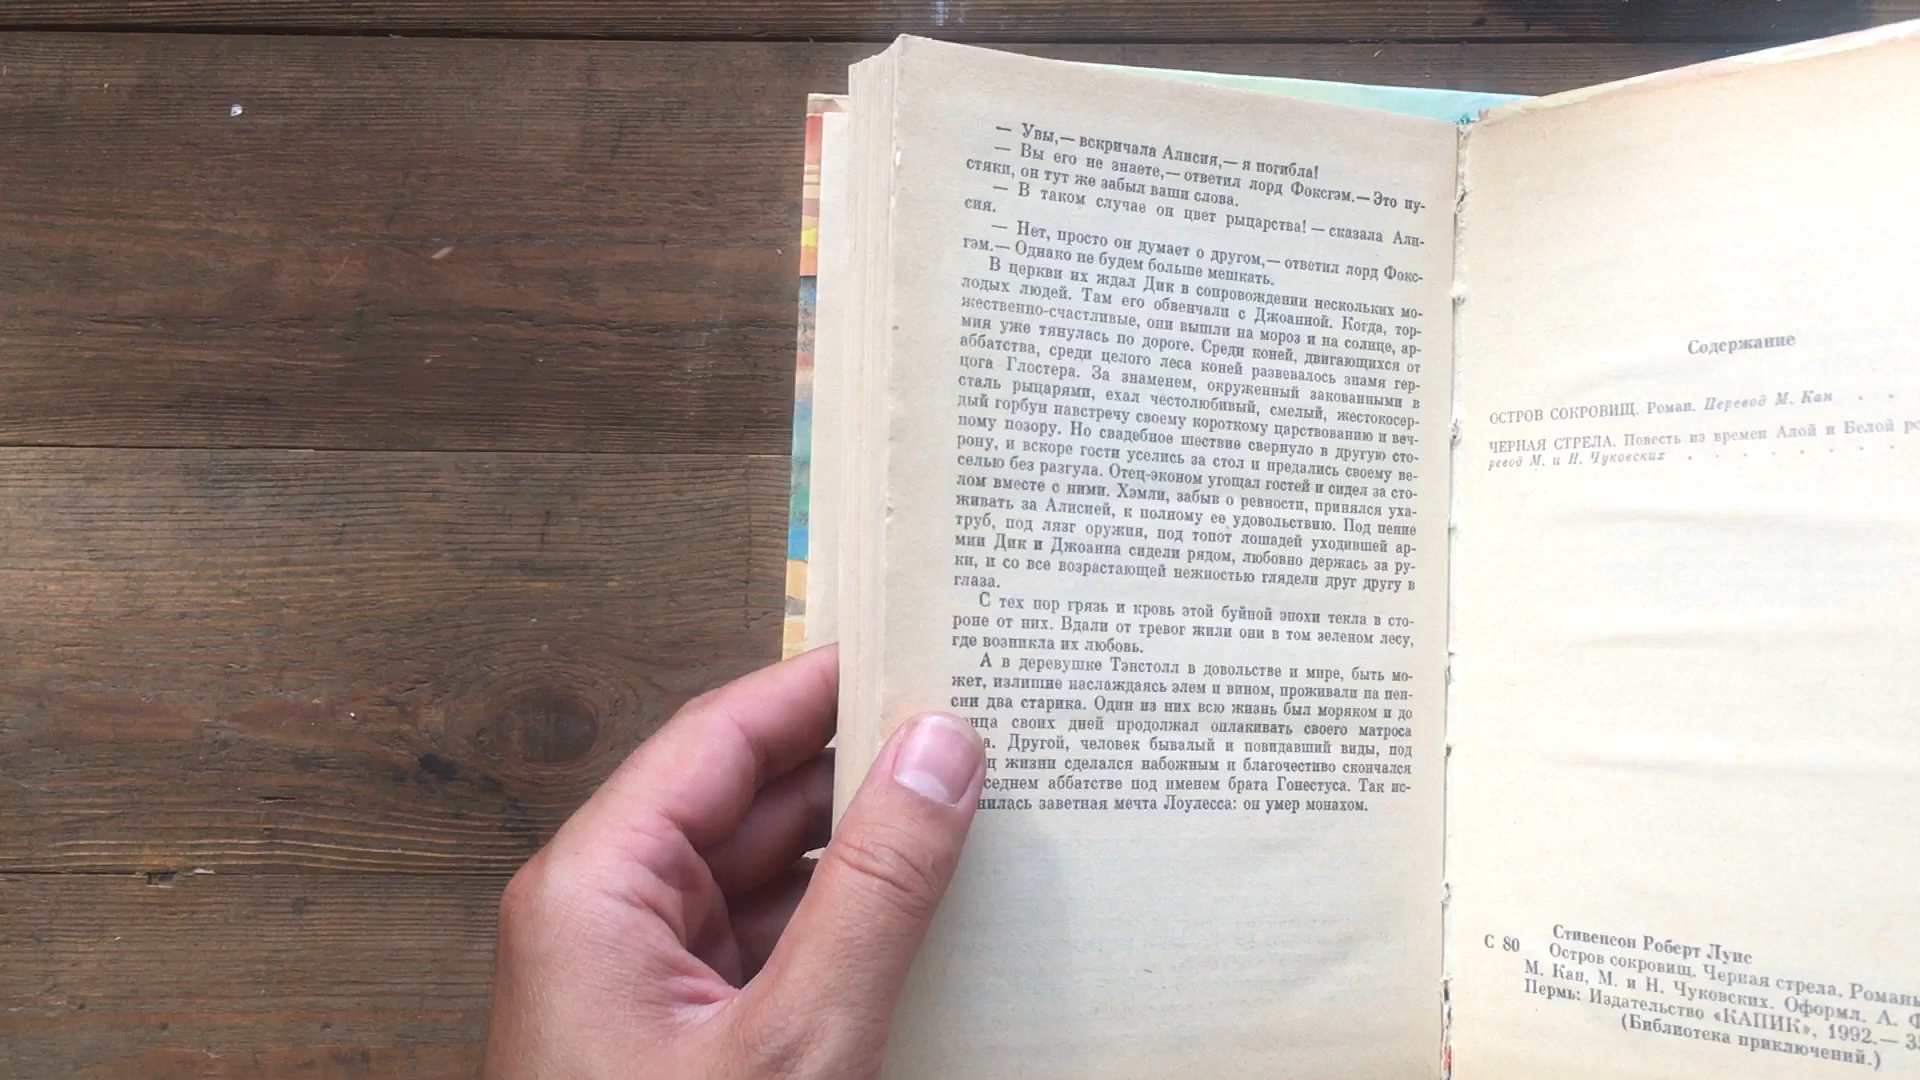 — Увы,— вскричала Алисия,— я погибла!
— Вы его не знаете,— ответил лорд Фоксгэм.— Это пу-
стяки, он тут же забыл ваши слова.
— В таком случае он цвет рыцарства! — сказала Али-
сия.
— Нет, просто он думает о другом,— ответил лорд Фокс-
гэм.— Однако не будем больше мешкать.
В церкви их ждал Дик в сопровождении нескольких мо-
лодых людей. Там его обвенчали с Джоанной. Когда, тор-
жественно-счастливые, они вышли на мороз и на солнце, ар-
мия уже тянулась по дороге. Среди коней, двигающихся от
аббатства, среди целого леса коней развевалось знамя гер-
цога Глостера. За знаменем, окруженный закованными в
сталь рыцарями, ехал честолюбивый, смелый, жестокосер-
дый горбун навстречу своему короткому царствованию и веч-
ному позору. Но свадебное шествие свернуло в другую сто-
рону, и вскоре гости уселись за стол и предались своему ве-
селью без разгула. Отец-эконом угощал гостей и сидел за сто-
лом вместе с ними. Хэмли, забыв о ревности, принялся уха-
живать за Алисией, к полному ее удовольствию. Под пение
труб, под лязг оружия, под топот лошадей уходившей ар-
мии Дик и Джоанна сидели рядом, любовно держась за ру-
ки, и со все возрастающей нежностью глядели друг другу в
глаза.
С тех пор грязь и кровь этой буйной эпохи текла в сто-
роне от них. Вдали от тревог жили они в том зеленом лесу,
где возникла их любовь.
А в деревушке Тэнстолл в довольстве и мире, быть мо-
жет, излишне наслаждаясь элем и вином, проживали на пен-
сии два старика. Один из них всю жизнь был моряком и до
своих дней продолжал оплакивать своего матроса
Другой, человек бывалый и повидавший виды, под
жизни сделался набожным и благочестиво скончался
аббатстве под именем брата Гонестуса. Так ис-
заветная мечта Лоулесса: он умер монахом.
Содержание
ОСТРОВ СОКРОВИЩ. Роман. Перевод М. Кан . .
ЧЕРНАЯ СТРЕЛА. Повесть из времен Алой и Белой
ревод М. и Н. Чуковских . . . . . . .
Стивенсон Роберт Луис
С 80 Остров сокровищ. Черная стрела. Романы
М. Кан, М. и Н. Чуковских. Оформл. А.
Пермь: Издательство «КАПИК», 1992.—
(Библиотека приключений.)